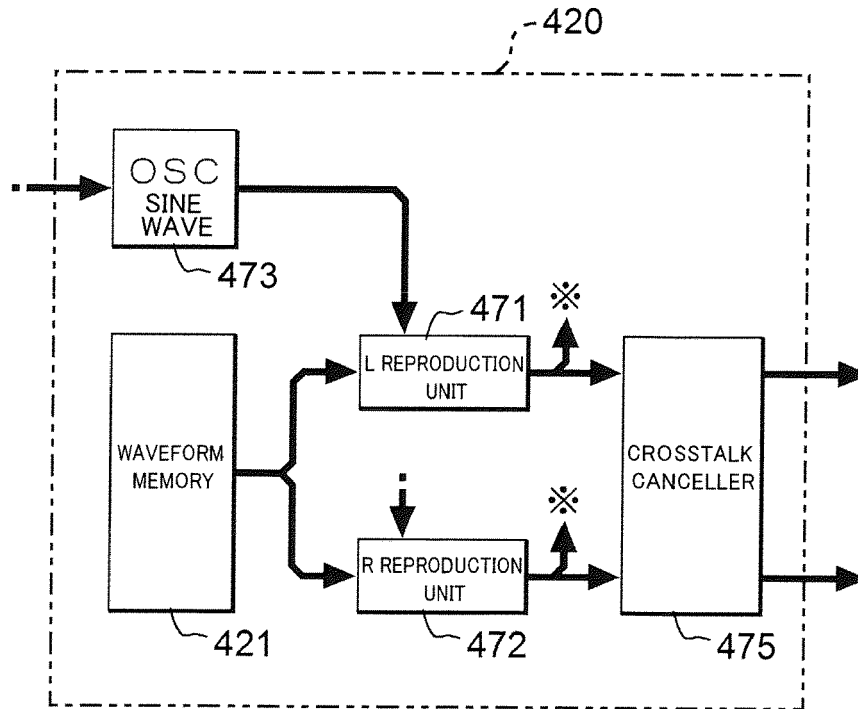 420
OSC
SINE
WAVE
473
471
※
L REPRODUCTION
UNIT
WAVEFORM
MEMORY
CROSSTALK
CANCELLER
※
R REPRODUCTION
UNIT
421
472
475